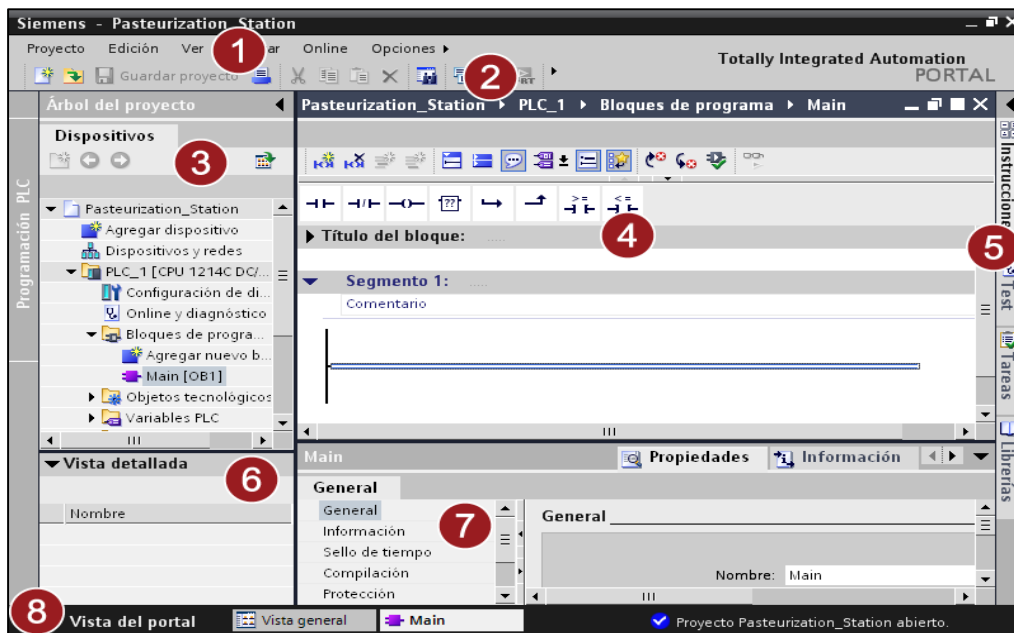 Siemens - Pasteurization_Station
Proyecto Edición Ver ar Online Opciones
Guardar proyecto
Totally Integrated Automation
PORTAL
1
2
Programación PLC
Árbol del proyecto
Dispositivos
3
Pasteurization_Station
Agregar dispositivo
Dispositivos y redes
PLC_1 [CPU 1214C DC/...
Configuración de di...
Online y diagnóstico
Bloques de progra...
Agregar nuevo b...
Main [OB1]
Objetos tecnológicos
Variables PLC
Vista detallada
6
Nombre
Pasteurization_Station PLC_1 Bloques de programa Main
??
>=
<=
4
Título del bloque: .....
Segmento 1: .....
Comentario
Main
Propiedades Información
General
General
Información
Sello de tiempo
Compilación
Protección
7
General
Nombre: Main
Instruccione
5
Test
Tareas
Librerías
8
Vista del portal Vista general Main Proyecto Pasteurization_Station abierto.